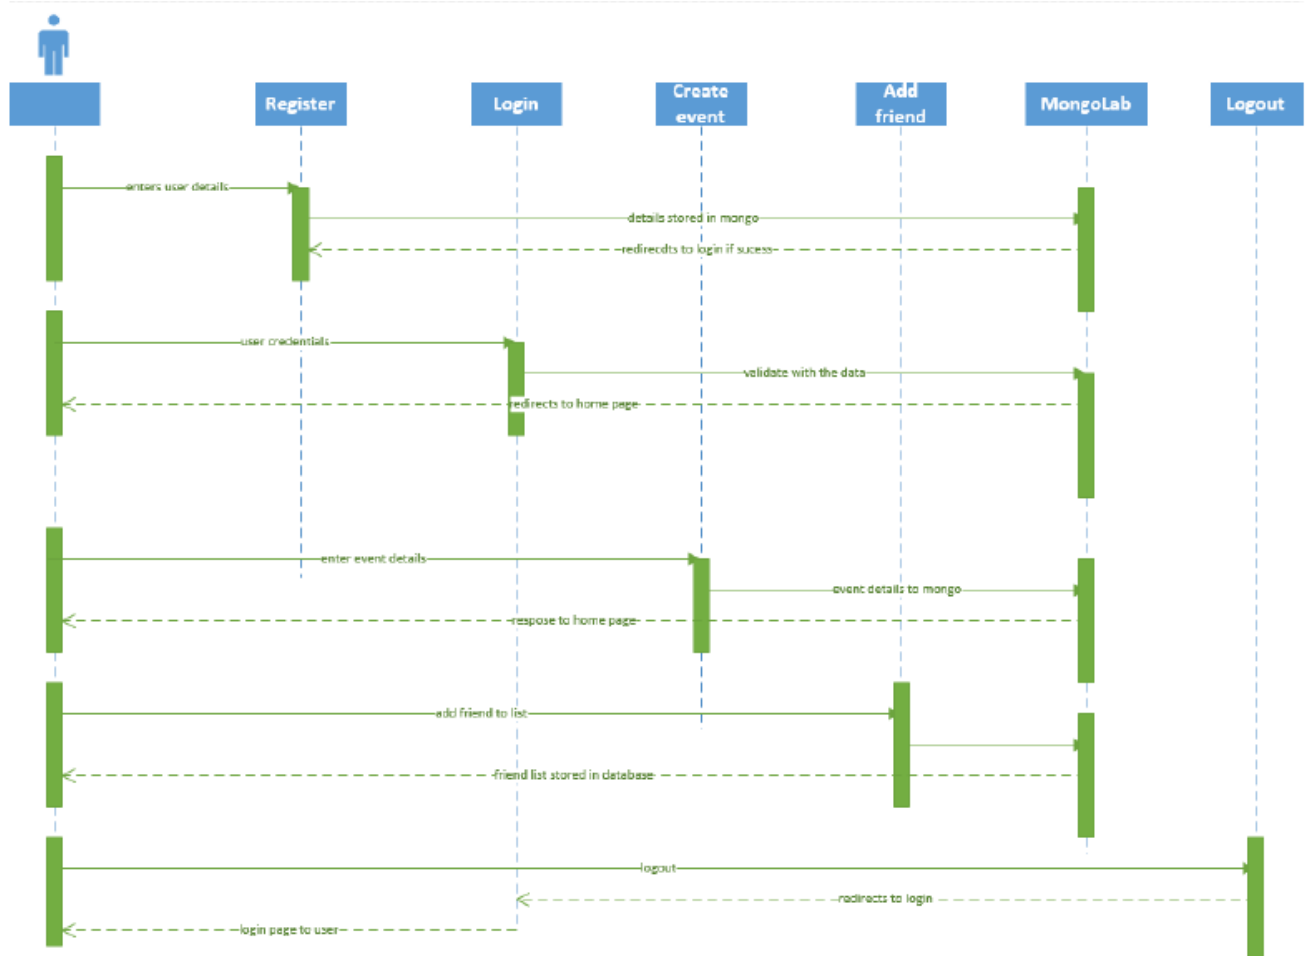 Register
Login
Create
event
Add
friend
MongoLab
Logout
enters user details
details stored in mongo
redirecdts to login if sucess
user credentials
validate with the data
redirects to home page
enter event details
event details to mongo
respose to home page
add friend to list
friend list stored in database
logout
redirects to login
login page to user